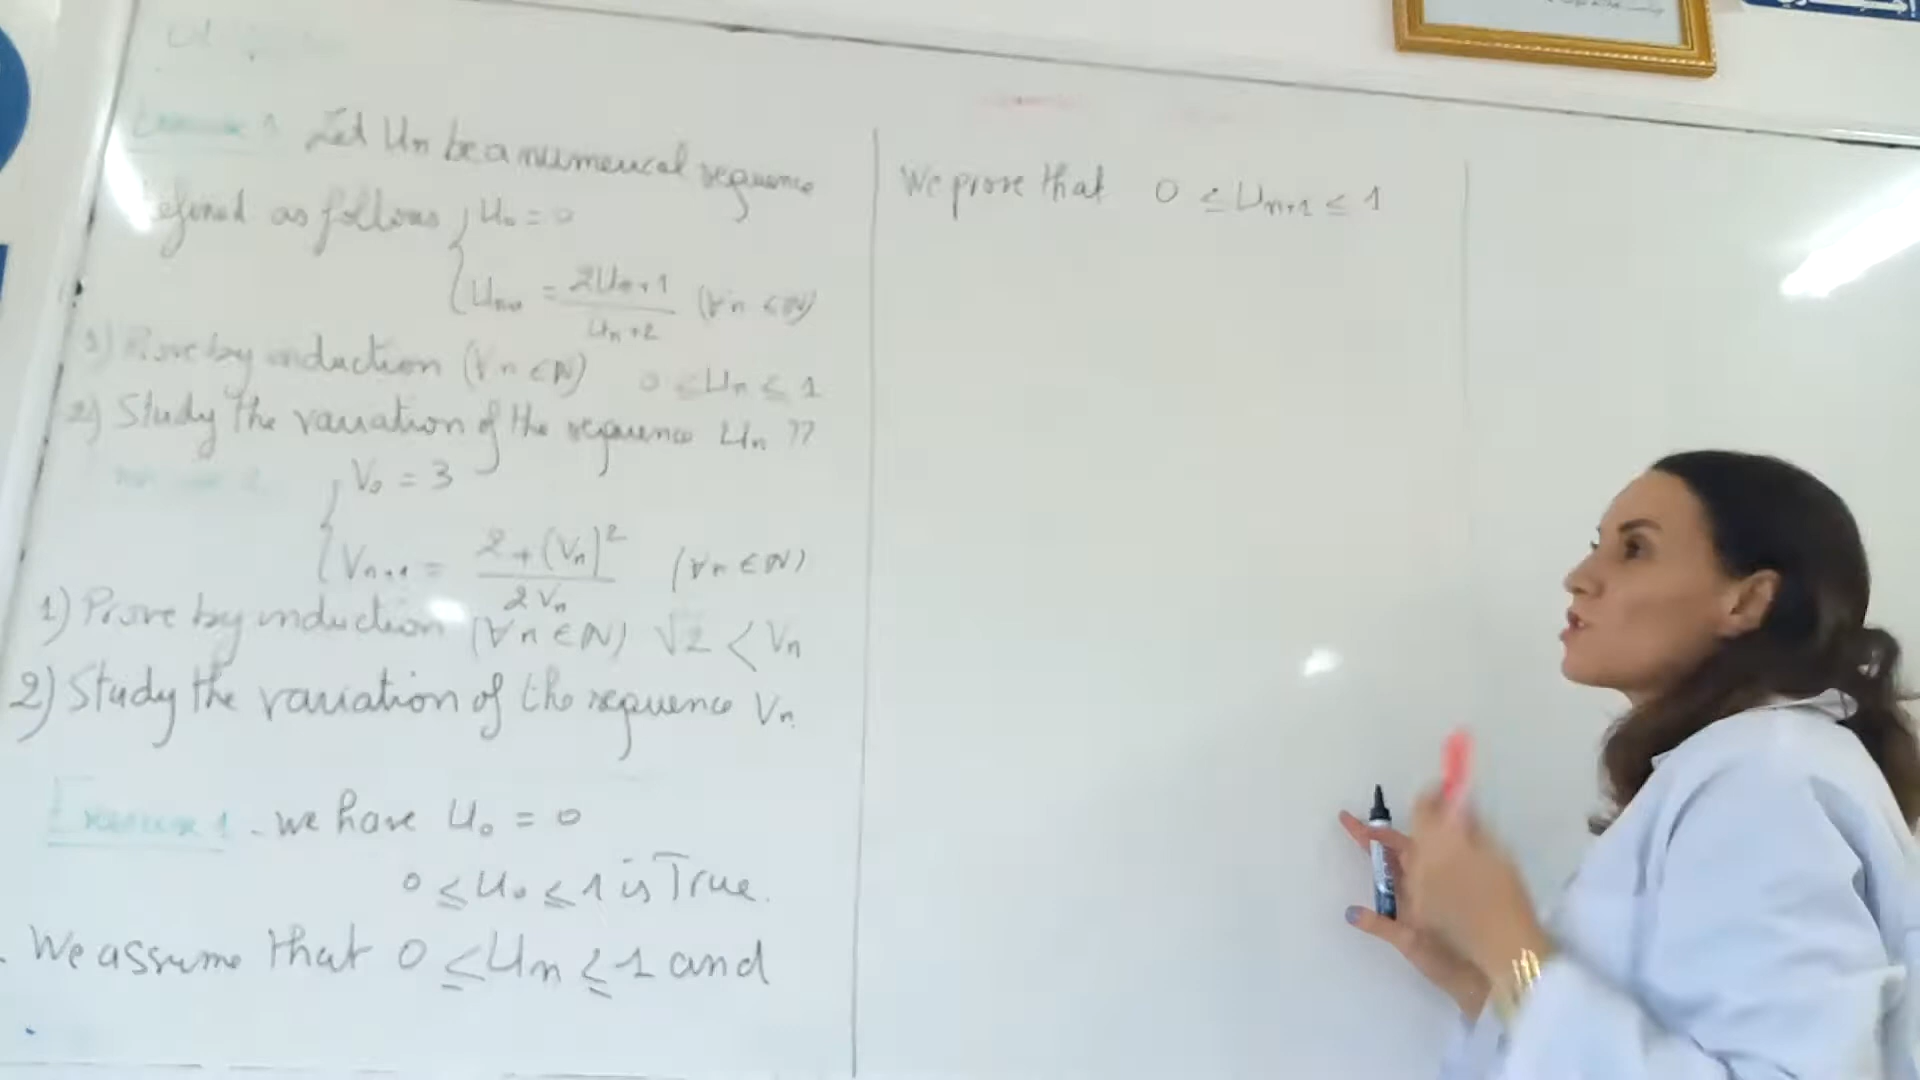 Exercise 1 Let Un be a numerical sequence
defined as follows { U₀ = 0
Uₙ₊₁ = (2Uₙ+1)/(Uₙ+2) (∀n ∈ ℕ)
1) Prove by induction (∀n ∈ ℕ) 0 ≤ Un ≤ 1
2) Study the variation of the sequence Un ??
{ V₀ = 3
Vₙ₊₁ = (2+(Vₙ)²)/(2Vₙ) (∀n ∈ ℕ)
1) Prove by induction (∀n ∈ ℕ) √2 < Vn
2) Study the variation of the sequence Vn.
Exercise 1 - we have U₀ = 0
0 ≤ U₀ ≤ 1 is True.
. We assume that 0 ≤ Un ≤ 1 and
We prove that 0 ≤ Uₙ₊₁ ≤ 1